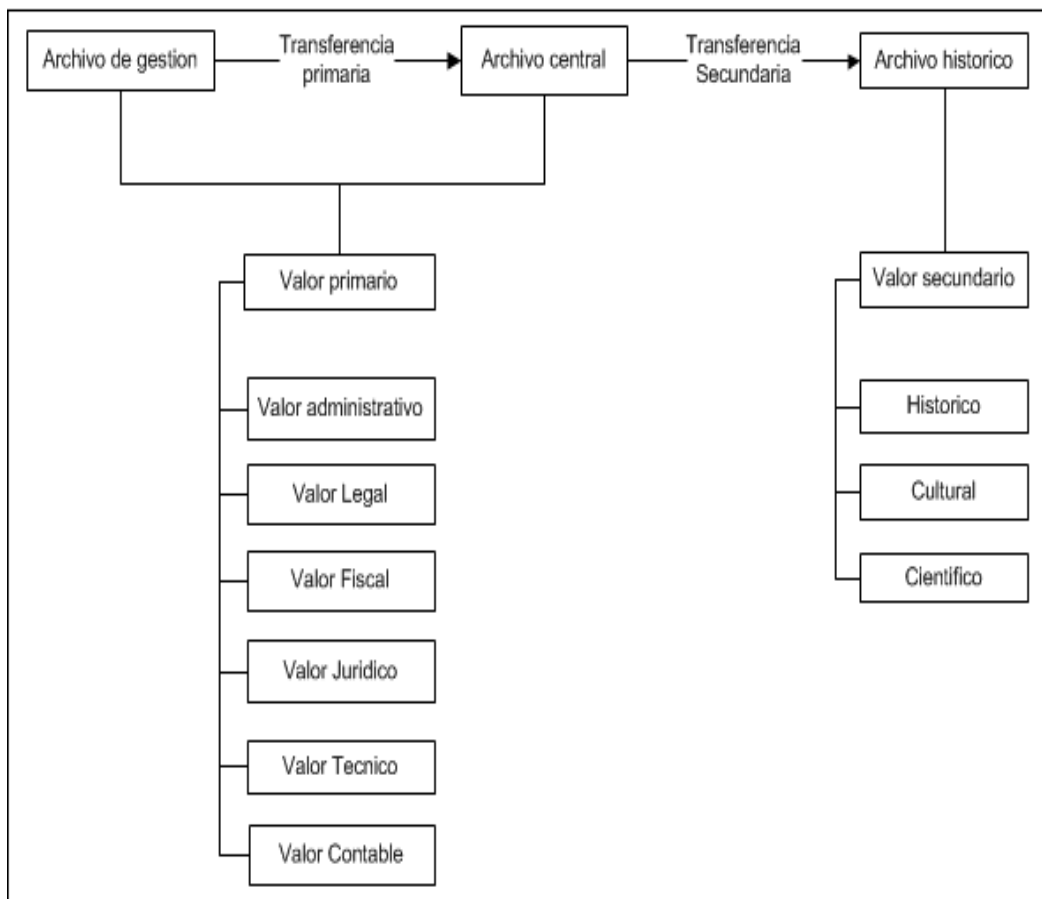 Archivo de gestion
Transferencia
primaria
Archivo central
Transferencia
Secundaria
Archivo historico
Valor primario
Valor administrativo
Valor Legal
Valor Fiscal
Valor Juridico
Valor Tecnico
Valor Contable
Valor secundario
Historico
Cultural
Cientifico